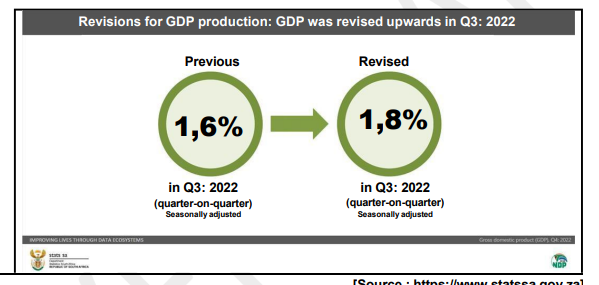 Revisions for GDP production: GDP was revised upwards in Q3: 2022
Previous
Revised
1,6%
1,8%
in Q3: 2022
(quarter-on-quarter)
Seasonally adjusted
in Q3: 2022
(quarter-on-quarter)
Seasonally adjusted
IMPROVING LIVES THROUGH DATA ECOSYSTEMS
Gross domestic product (GDP), Q4: 2022
stats sa
Department:
Statistics South Africa
REPUBLIC OF SOUTH AFRICA
NDP
[Source : https://www.statssa.gov.za]